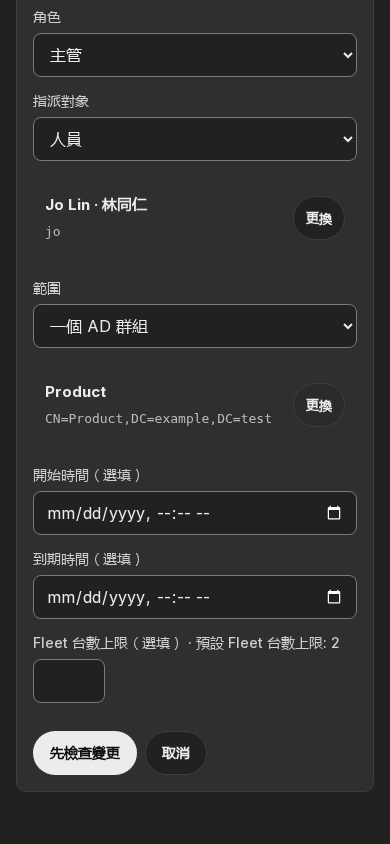 角色
主管
指派對象
人員
Jo Lin · 林同仁
jo
更換
範圍
一個 AD 群組
Product
CN=Product,DC=example,DC=test
更換
開始時間（選填）
mm/dd/yyyy, --:-- --
到期時間（選填）
mm/dd/yyyy, --:-- --
Fleet 台數上限（選填） · 預設 Fleet 台數上限: 2
先檢查變更
取消